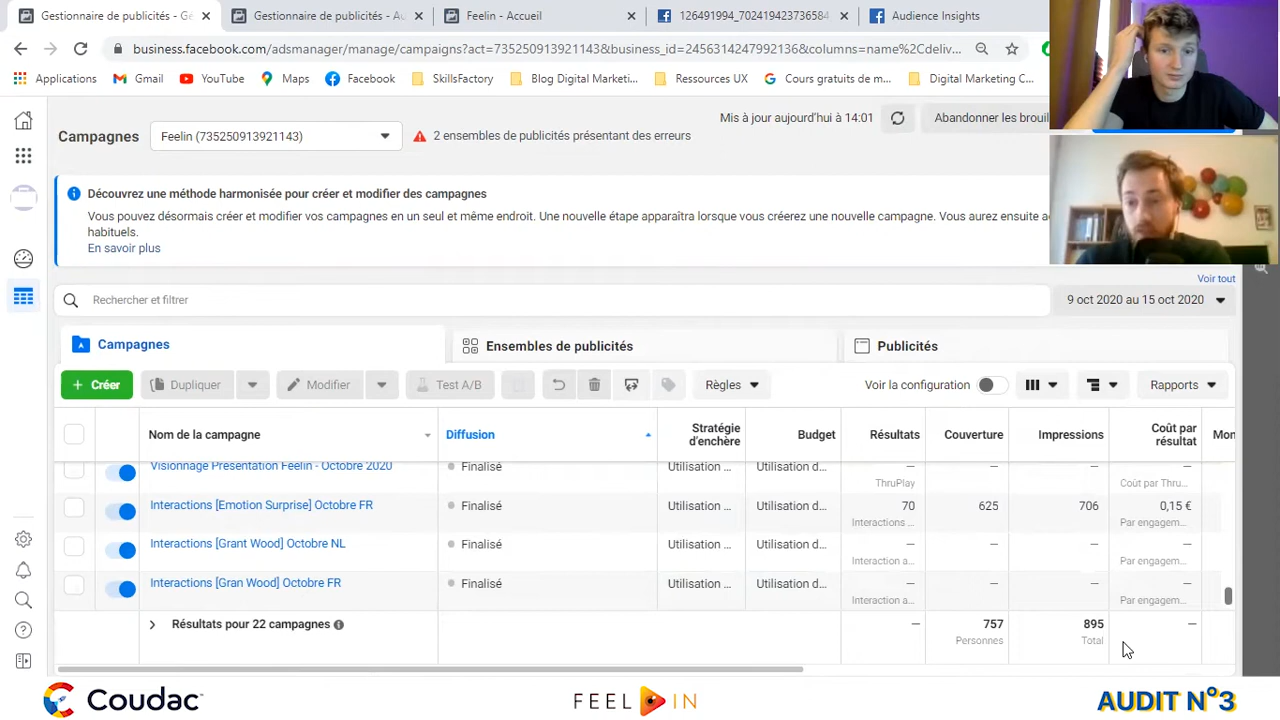 Gestionnaire de publicités - Ge
Gestionnaire de publicités - Au
Feelin - Accueil
126491994_70241942373658
Audience Insights
business.facebook.com/adsmanager/manage/campaigns?act=735250913921143&business_id=2456314247992136&columns=name%2Cdeliv...
Applications
Gmail
YouTube
Maps
Facebook
SkillsFactory
Blog Digital Marketi...
Ressources UX
Cours gratuits de m...
Digital Marketing C...
Campagnes
Feelin (735250913921143)
2 ensembles de publicités présentant des erreurs
Mis à jour aujourd'hui à 14:01
Abandonner les brouil
Découvrez une méthode harmonisée pour créer et modifier des campagnes
Vous pouvez désormais créer et modifier vos campagnes en un seul et même endroit. Une nouvelle étape apparaîtra lorsque vous créerez une nouvelle campagne. Vous aurez ensuite ac
habituels.
En savoir plus
Voir tout
Rechercher et filtrer
9 oct 2020 au 15 oct 2020
Campagnes
Ensembles de publicités
Publicités
+ Créer
Dupliquer
Modifier
Test A/B
Règles
Voir la configuration
Rapports
Nom de la campagne
Diffusion
Stratégie d'enchère
Budget
Résultats
Couverture
Impressions
Coût par résultat
Mon
Visionnage Présentation Feelin - Octobre 2020
Finalisé
Utilisation ...
Utilisation d...
—
ThruPlay
—
—
—
Coût par Thru...
Interactions [Emotion Surprise] Octobre FR
Finalisé
Utilisation ...
Utilisation d...
70
Interactions ...
625
706
0,15 €
Par engagem...
Interactions [Grant Wood] Octobre NL
Finalisé
Utilisation ...
Utilisation d...
—
Interaction a...
—
—
—
Par engagem...
Interactions [Gran Wood] Octobre FR
Finalisé
Utilisation ...
Utilisation d...
—
Interaction a...
—
—
—
Par engagem...
Résultats pour 22 campagnes
—
757
Personnes
895
Total
—
Coudac
FEEL IN
AUDIT N°3